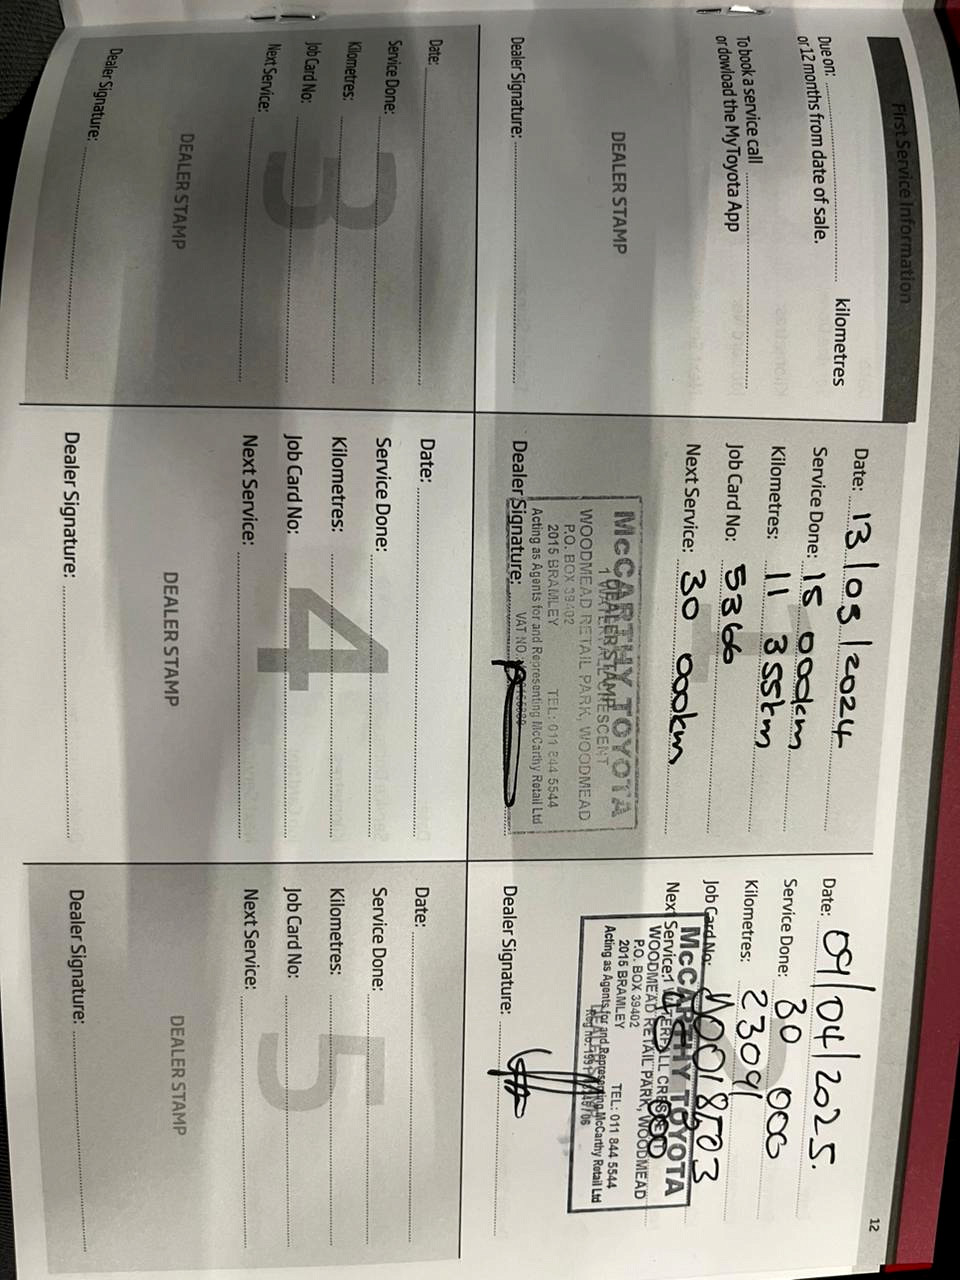 First Service Information
Due on: kilometres
or 12 months from date of sale.
To book a service call
or dowload the MyToyota App
DEALER STAMP
Dealer Signature:
Date: 13/03/2024
Service Done: 15 000km
Kilometres: 11 355km
Job Card No: 5366
Next Service: 30 000km
McCARTHY TOYOTA
DEALER STAMP
WOODMEAD RETAIL PARK, WOODMEAD
P.O. BOX 39402
2015 BRAMLEY TEL: 011 844 5544
Acting as Agents for and Representing McCarthy Retail Ltd
VAT NO.
Dealer Signature:
12
Date: 09/04/2025.
Service Done: 30 000
Kilometres: 23091
Job Card No:
Next Service:
McCARTHY TOYOTA
1 WATERFALL CRESCENT
WOODMEAD RETAIL PARK, WOODMEAD
P.O. BOX 39402
2015 BRAMLEY TEL: 011 844 5544
Acting as Agents for and Representing McCarthy Retail Ltd
Dealer Signature:
3
Date:
Service Done:
Kilometres:
Job Card No:
Next Service:
DEALER STAMP
Dealer Signature:
4
Date:
Service Done:
Kilometres:
Job Card No:
Next Service:
DEALER STAMP
Dealer Signature:
5
Date:
Service Done:
Kilometres:
Job Card No:
Next Service:
DEALER STAMP
Dealer Signature: